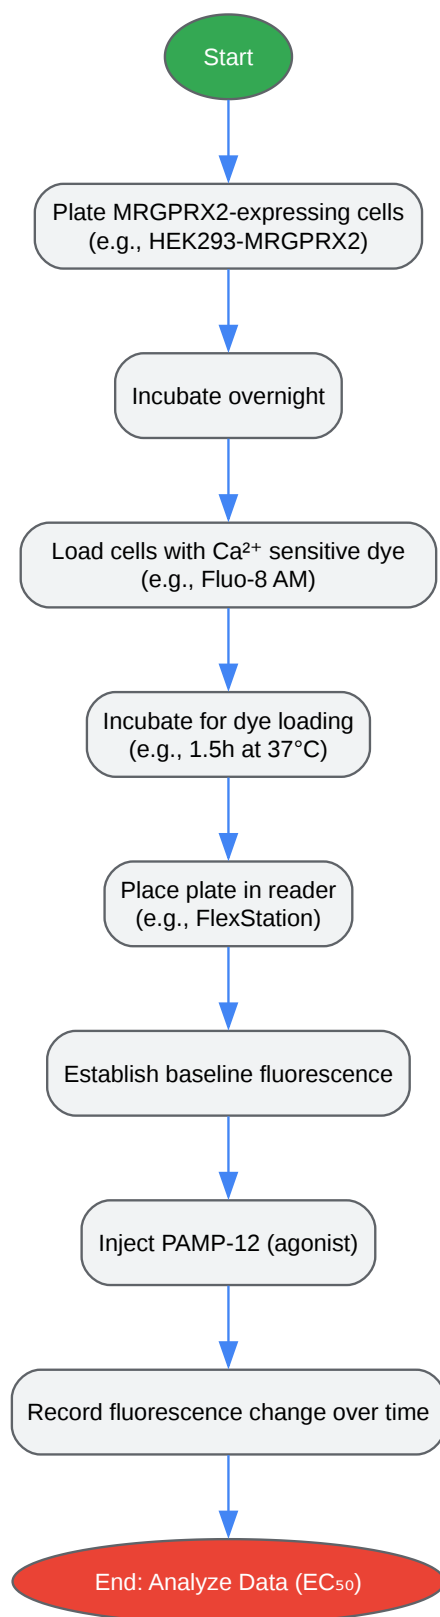 Start
Plate MRGPRX2-expressing cells
(e.g., HEK293-MRGPRX2)
Incubate overnight
Load cells with Ca²⁺ sensitive dye
(e.g., Fluo-8 AM)
Incubate for dye loading
(e.g., 1.5h at 37°C)
Place plate in reader
(e.g., FlexStation)
Establish baseline fluorescence
Inject PAMP-12 (agonist)
Record fluorescence change over time
End: Analyze Data (EC₅₀)